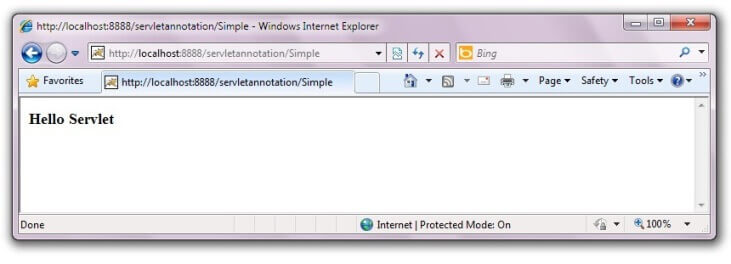 http://localhost:8888/servletannotation/Simple - Windows Internet Explorer
http://localhost:8888/servletannotation/Simple Bing
Favorites http://localhost:8888/servletannotation/Simple Page Safety Tools
Hello Servlet
Done Internet | Protected Mode: On 100%